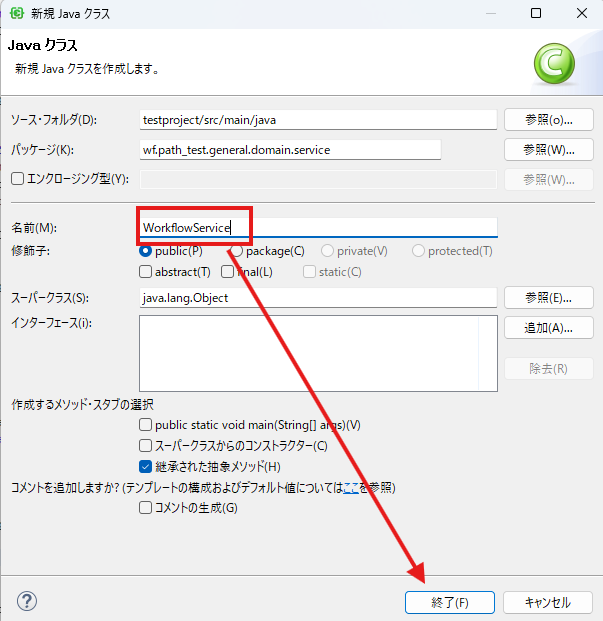 新規 Java クラス
Java クラス
新規 Java クラスを作成します。
ソース・フォルダ(D): testproject/src/main/java 参照(o)...
パッケージ(K): wf.path_test.general.domain.service 参照(W)...
エンクロージング型(Y): 参照(W)...
名前(M): WorkflowService
修飾子: public(P) package(C) private(V) protected(T)
abstract(T) final(L) static(C)
スーパークラス(S): java.lang.Object 参照(E)...
インターフェース(i): 追加(A)...
除去(R)
作成するメソッド・スタブの選択
public static void main(String[] args)(V)
スーパークラスからのコンストラクター(C)
継承された抽象メソッド(H)
コメントを追加しますか? (テンプレートの構成およびデフォルト値についてはここを参照)
コメントの生成(G)
? 終了(F) キャンセル